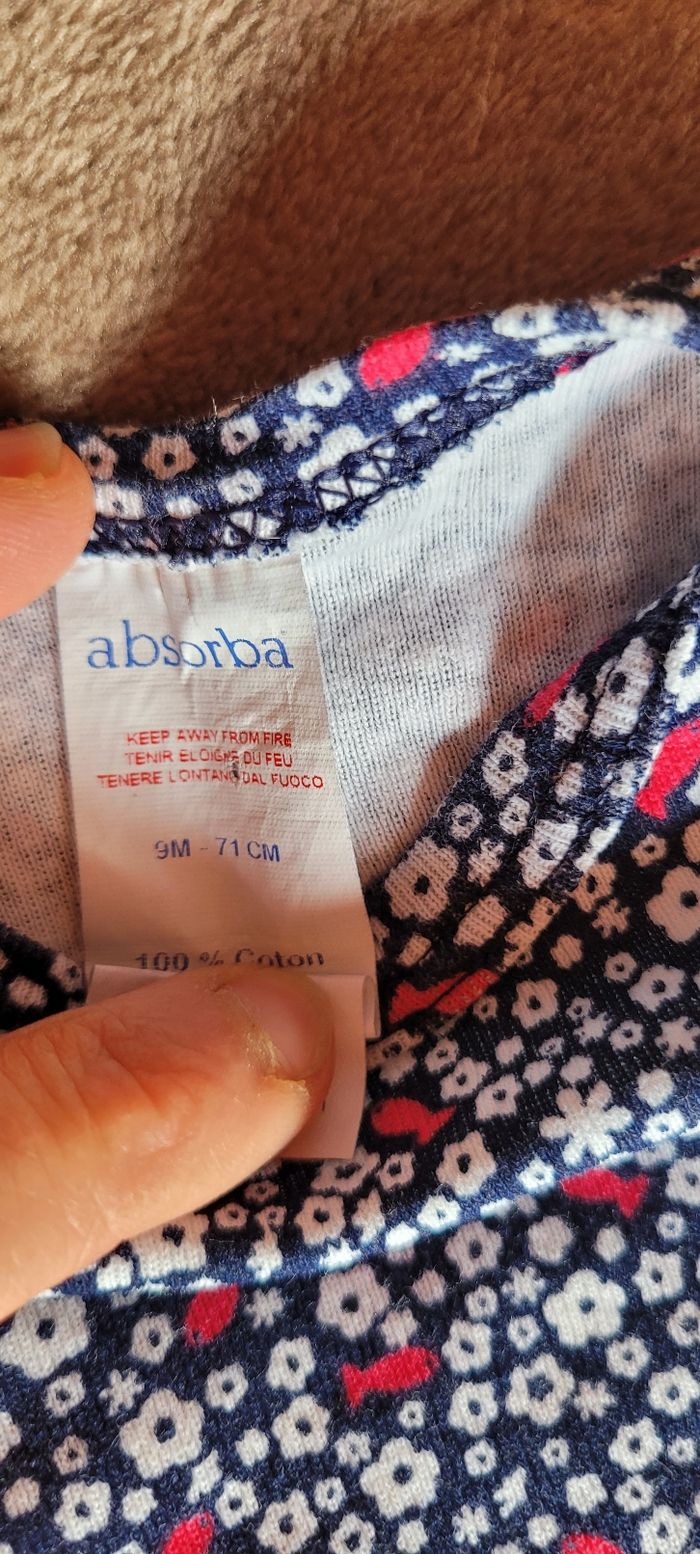 absorba
KEEP AWAY FROM FIRE
TENIR ELOIGNE DU FEU
TENERE LONTANO DAL FUOCO
9M - 71 CM
100 % Coton